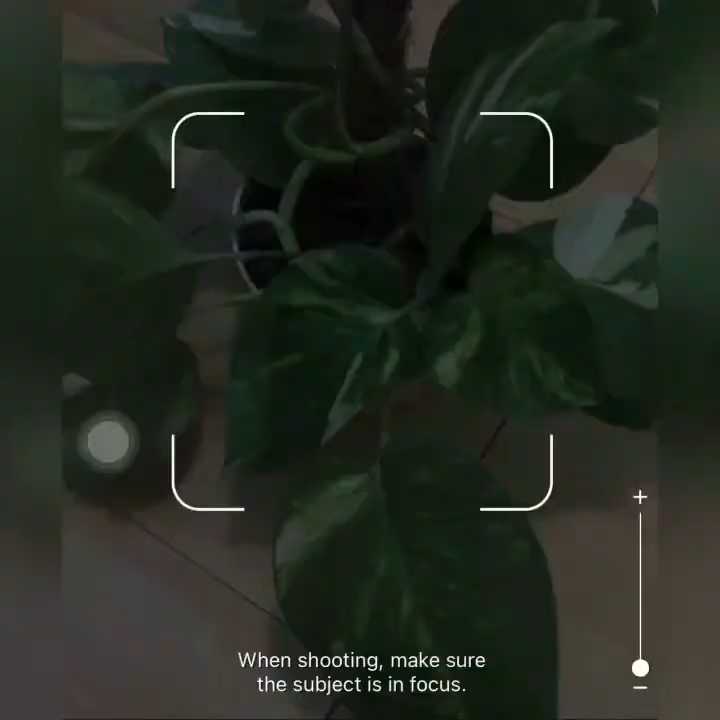 When shooting, make sure
the subject is in focus.